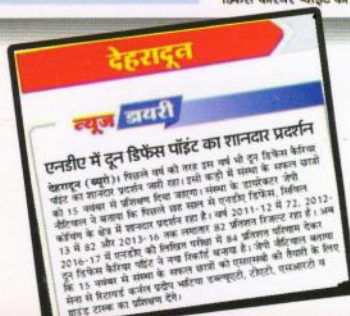 देहरादून
न्यूज डायरी
एनडीए में दून डिफेंस पॉइंट का शानदार प्रदर्शन
देहरादून (ब्यूरो)। पिछले वर्ष की तरह इस वर्ष भी दून डिफेंस कैरियर
पॉइंट का शानदार प्रदर्शन जारी रहा। इसी कड़ी में संस्था के सफल छात्रों
को 15 नवंबर से प्रशिक्षण दिया जाएगा। संस्था के डायरेक्टर जेपी
नौटियाल ने बताया कि पिछले छह साल में एनडीए डिफेंस, सिविल
कोचिंग के क्षेत्र में शानदार प्रदर्शन रहा है। वर्ष 2011-12 में 72, 2012-
13 में 82 और 2013-16 तक लगातार 82 प्रतिशत रिजल्ट रहा है। अब
2016-17 में एनडीए की लिखित परीक्षा में 84 प्रतिशत परिणाम देकर
दून डिफेंस कैरियर पॉइंट ने नया रिकॉर्ड बनाया है। जेपी नौटियाल बताया
कि 15 नवंबर से संस्था के सफल छात्रों को एसएसबी की तैयारी के लिए
सेना से रिटायर्ड कर्नल प्रदीप भाटिया डब्ल्यूएटी, टीएटी, एसआरटी व
ग्राउंड टास्क का प्रशिक्षण देंगे।